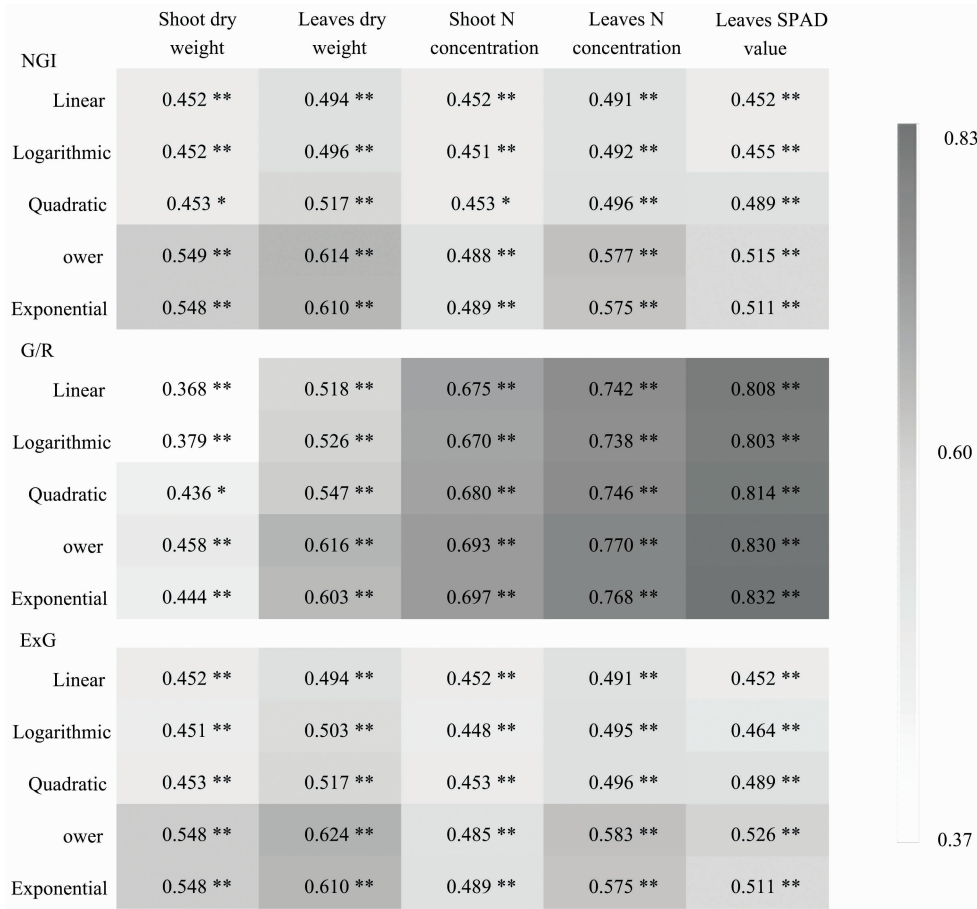 Shoot dry Leaves dry Shoot N Leaves N Leaves SPAD
weight weight concentration concentration value
NGI
Linear 0.452 ** 0.494 ** 0.452 ** 0.491 ** 0.452 **
Logarithmic 0.452 ** 0.496 ** 0.451 ** 0.492 ** 0.455 **
Quadratic 0.453 * 0.517 ** 0.453 * 0.496 ** 0.489 **
ower 0.549 ** 0.614 ** 0.488 ** 0.577 ** 0.515 **
Exponential 0.548 ** 0.610 ** 0.489 ** 0.575 ** 0.511 **
G/R
Linear 0.368 ** 0.518 ** 0.675 ** 0.742 ** 0.808 **
Logarithmic 0.379 ** 0.526 ** 0.670 ** 0.738 ** 0.803 **
Quadratic 0.436 * 0.547 ** 0.680 ** 0.746 ** 0.814 **
ower 0.458 ** 0.616 ** 0.693 ** 0.770 ** 0.830 **
Exponential 0.444 ** 0.603 ** 0.697 ** 0.768 ** 0.832 **
ExG
Linear 0.452 ** 0.494 ** 0.452 ** 0.491 ** 0.452 **
Logarithmic 0.451 ** 0.503 ** 0.448 ** 0.495 ** 0.464 **
Quadratic 0.453 ** 0.517 ** 0.453 ** 0.496 ** 0.489 **
ower 0.548 ** 0.624 ** 0.485 ** 0.583 ** 0.526 **
Exponential 0.548 ** 0.610 ** 0.489 ** 0.575 ** 0.511 **
0.83
0.60
0.37